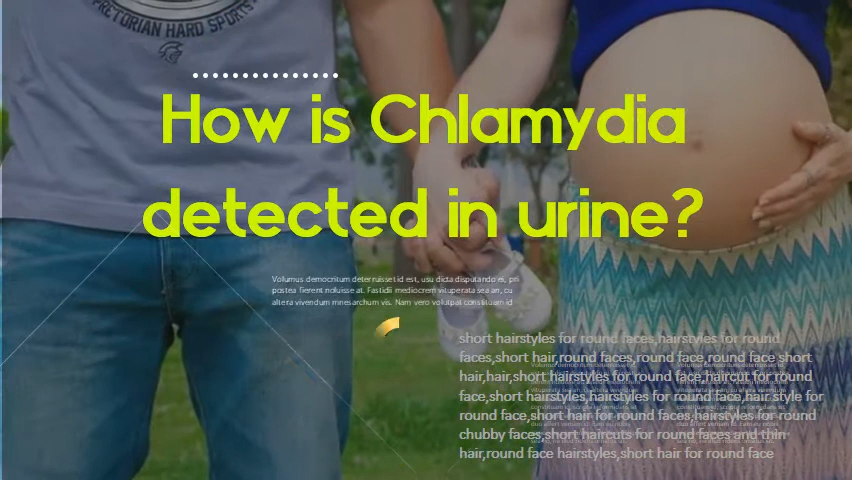 PRETORIAN HARD SPORTS
How is Chlamydia
detected in urine?
Volumus democritum deterruisset id est, usu dicta disputando ei, pri
postea fierent noluisse at. Fastidii mediocrem vituperata sea an, cu
altera vivendum mnesarchum vis. Nam vero volutpat constituam id
short hairstyles for round faces,hairstyles for round
faces,short hair,round faces,round face,round face short
hair,hair,short hairstyles for round face,haircut for round
face,short hairstyles,hairstyles for round face,hair style for
round face,short hair for round faces,hairstyles for round
chubby faces,short haircuts for round faces and thin
hair,round face hairstyles,short hair for round face